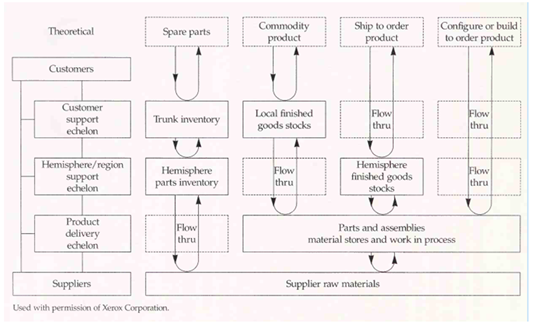 Theoretical
Spare parts
Commodity
product
Ship to order
product
Configure or build
to order product
Customers
Customer
support
echelon
Trunk inventory
Local finished
goods stocks
Flow
thru
Flow
thru
Hemisphere/region
support
echelon
Hemisphere
parts inventory
Flow
thru
Hemisphere
finished goods
stocks
Flow
thru
Product
delivery
echelon
Flow
thru
Parts and assemblies
material stores and work in process
Suppliers
Supplier raw materials
Used with permission of Xerox Corporation.